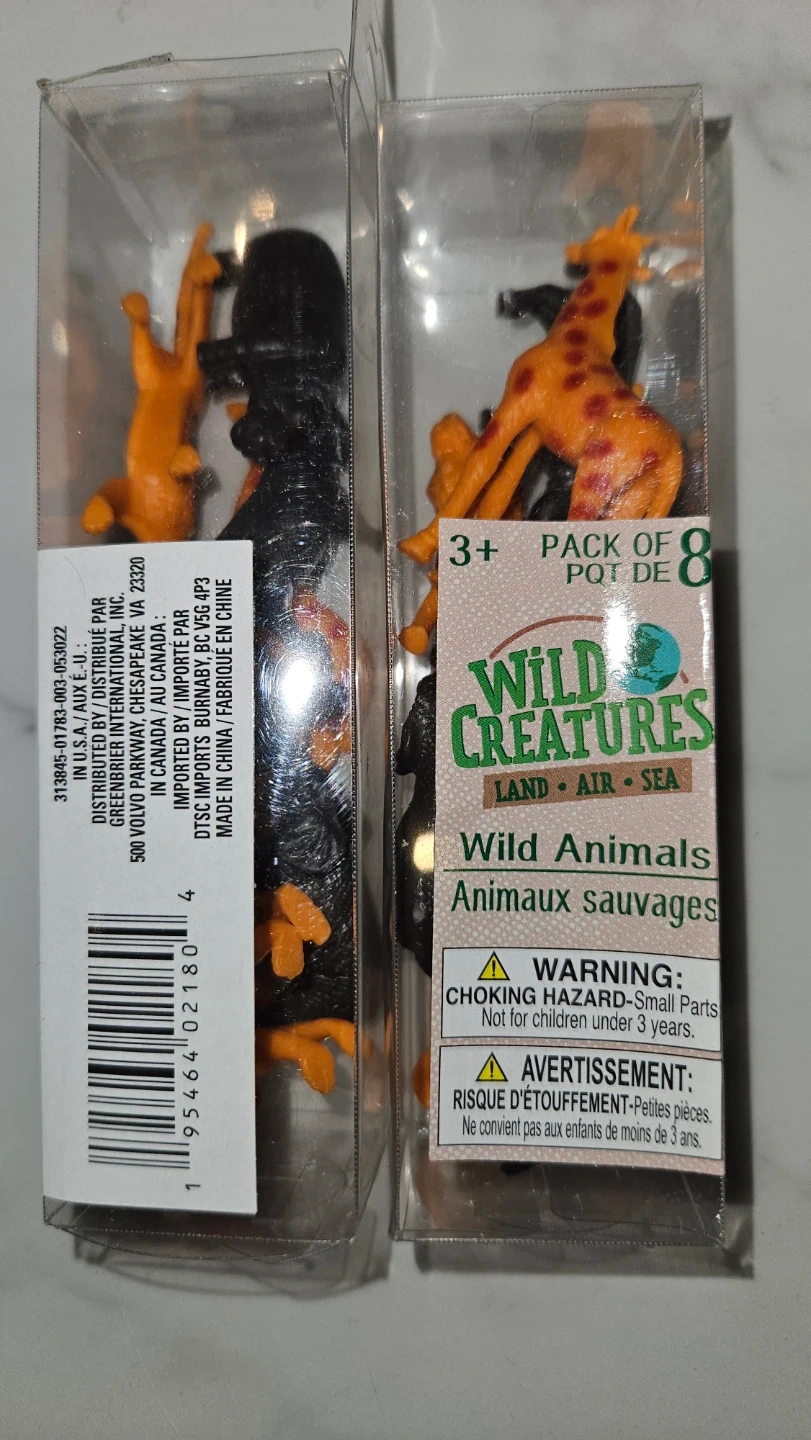 313845-01783-003-053022
IN U.S.A./ AUX É.-U. :
DISTRIBUTED BY / DISTRIBUÉ PAR
GREENBRIER INTERNATIONAL, INC.
500 VOLVO PARKWAY, CHESAPEAKE VA 23320
IN CANADA / AU CANADA :
IMPORTED BY / IMPORTÉ PAR
DTSC IMPORTS BURNABY, BC V5G 4P3
MADE IN CHINA / FABRIQUÉ EN CHINE
1 95464 02180 4
3+ PACK OF 8
PQT DE
WiLD
CREATURES
LAND • AIR • SEA
Wild Animals
Animaux sauvages
WARNING:
CHOKING HAZARD-Small Parts
Not for children under 3 years.
AVERTISSEMENT:
RISQUE D'ÉTOUFFEMENT-Petites pièces.
Ne convient pas aux enfants de moins de 3 ans.